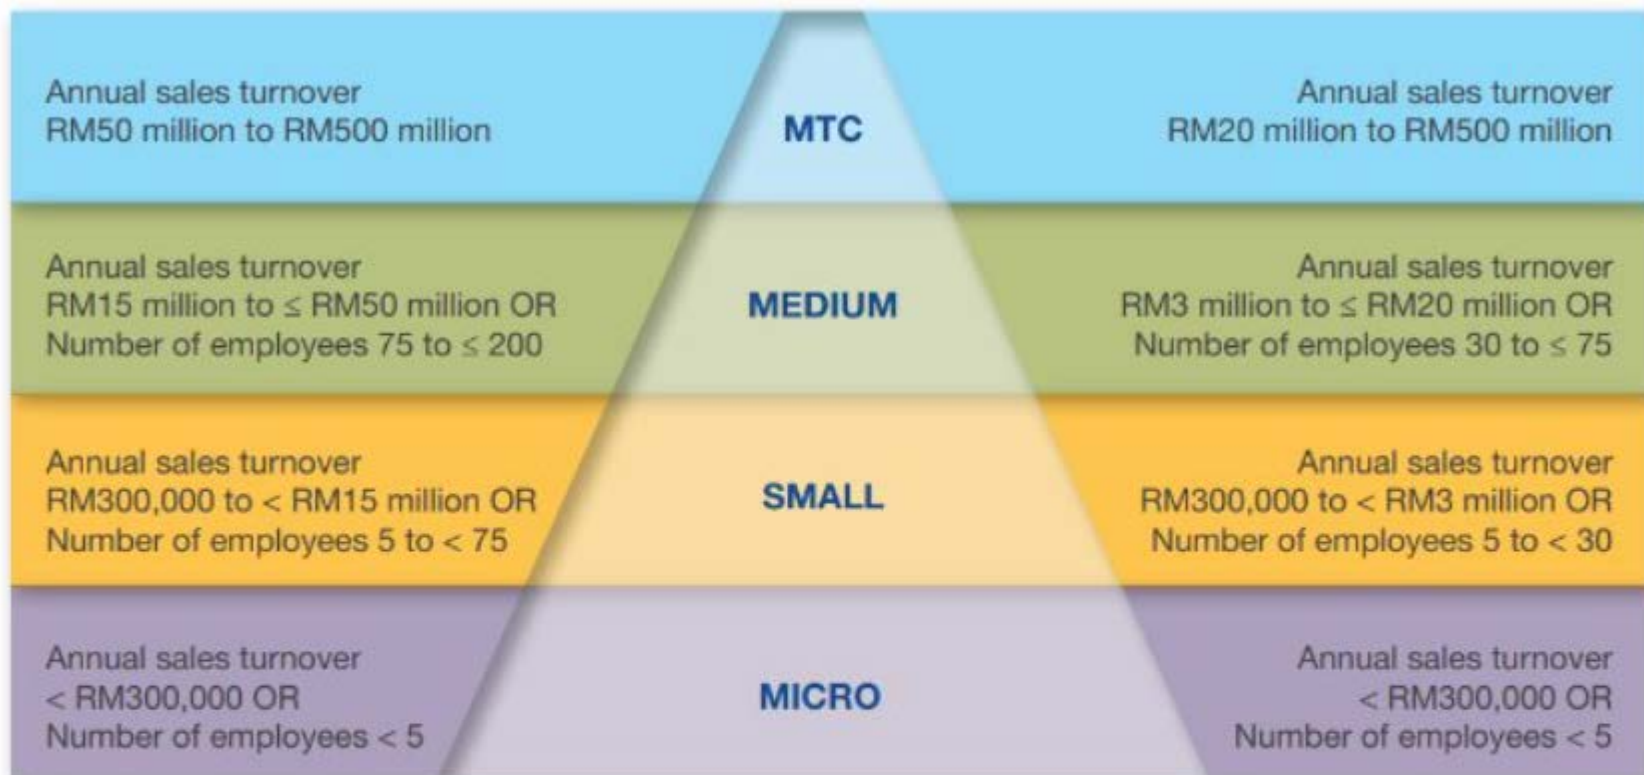 Annual sales turnover
RM50 million to RM500 million
MTC
Annual sales turnover
RM20 million to RM500 million
Annual sales turnover
RM15 million to ≤ RM50 million OR
Number of employees 75 to ≤ 200
MEDIUM
Annual sales turnover
RM3 million to ≤ RM20 million OR
Number of employees 30 to ≤ 75
Annual sales turnover
RM300,000 to < RM15 million OR
Number of employees 5 to < 75
SMALL
Annual sales turnover
RM300,000 to < RM3 million OR
Number of employees 5 to < 30
Annual sales turnover
< RM300,000 OR
Number of employees < 5
MICRO
Annual sales turnover
< RM300,000 OR
Number of employees < 5